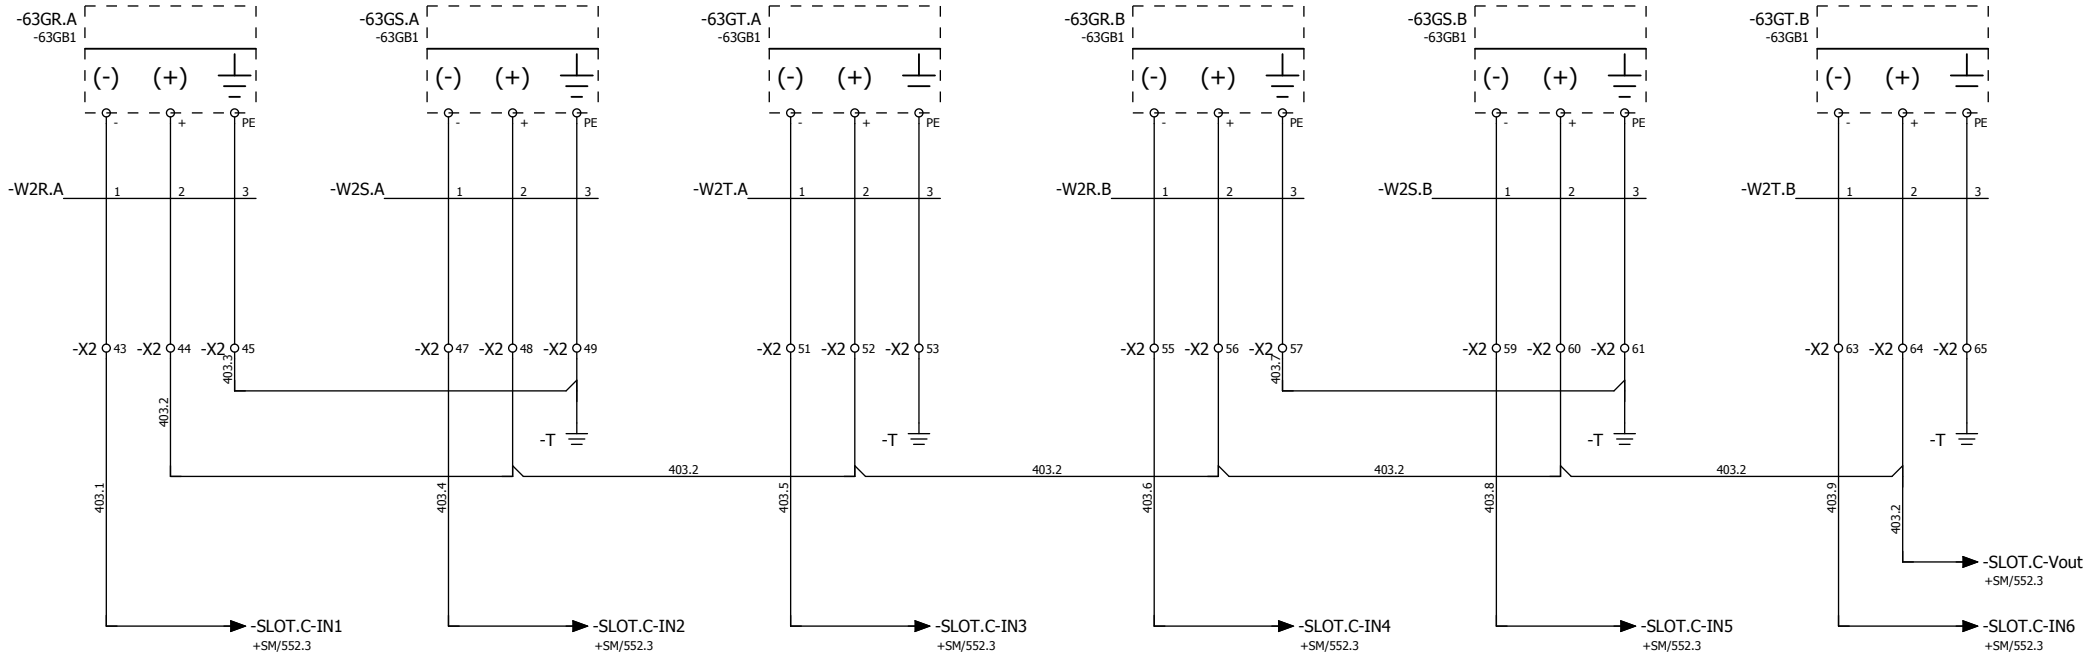 -63GR.A -63GS.A -63GT.A -63GR.B -63GS.B -63GT.B
-63GB1 -63GB1 -63GB1 -63GB1 -63GB1 -63GB1
(-) (+) (-) (+) (-) (+) (-) (+) (-) (+) (-) (+)
- + PE - + PE - + PE - + PE - + PE - + PE
-W2R.A 1 2 3 -W2S.A 1 2 3 -W2T.A 1 2 3 -W2R.B 1 2 3 -W2S.B 1 2 3 -W2T.B 1 2 3
-X2 43 -X2 44 -X2 45 -X2 47 -X2 48 -X2 49 -X2 51 -X2 52 -X2 53 -X2 55 -X2 56 -X2 57 -X2 59 -X2 60 -X2 61 -X2 63 -X2 64 -X2 65
403.3 403.7
403.2
-T -T -T -T
403.2 403.2 403.2 403.2
403.1 403.4 403.5 403.6 403.8 403.9 403.2
-SLOT.C-Vout
+SM/552.3
-SLOT.C-IN1 -SLOT.C-IN2 -SLOT.C-IN3 -SLOT.C-IN4 -SLOT.C-IN5 -SLOT.C-IN6
+SM/552.3 +SM/552.3 +SM/552.3 +SM/552.3 +SM/552.3 +SM/552.3